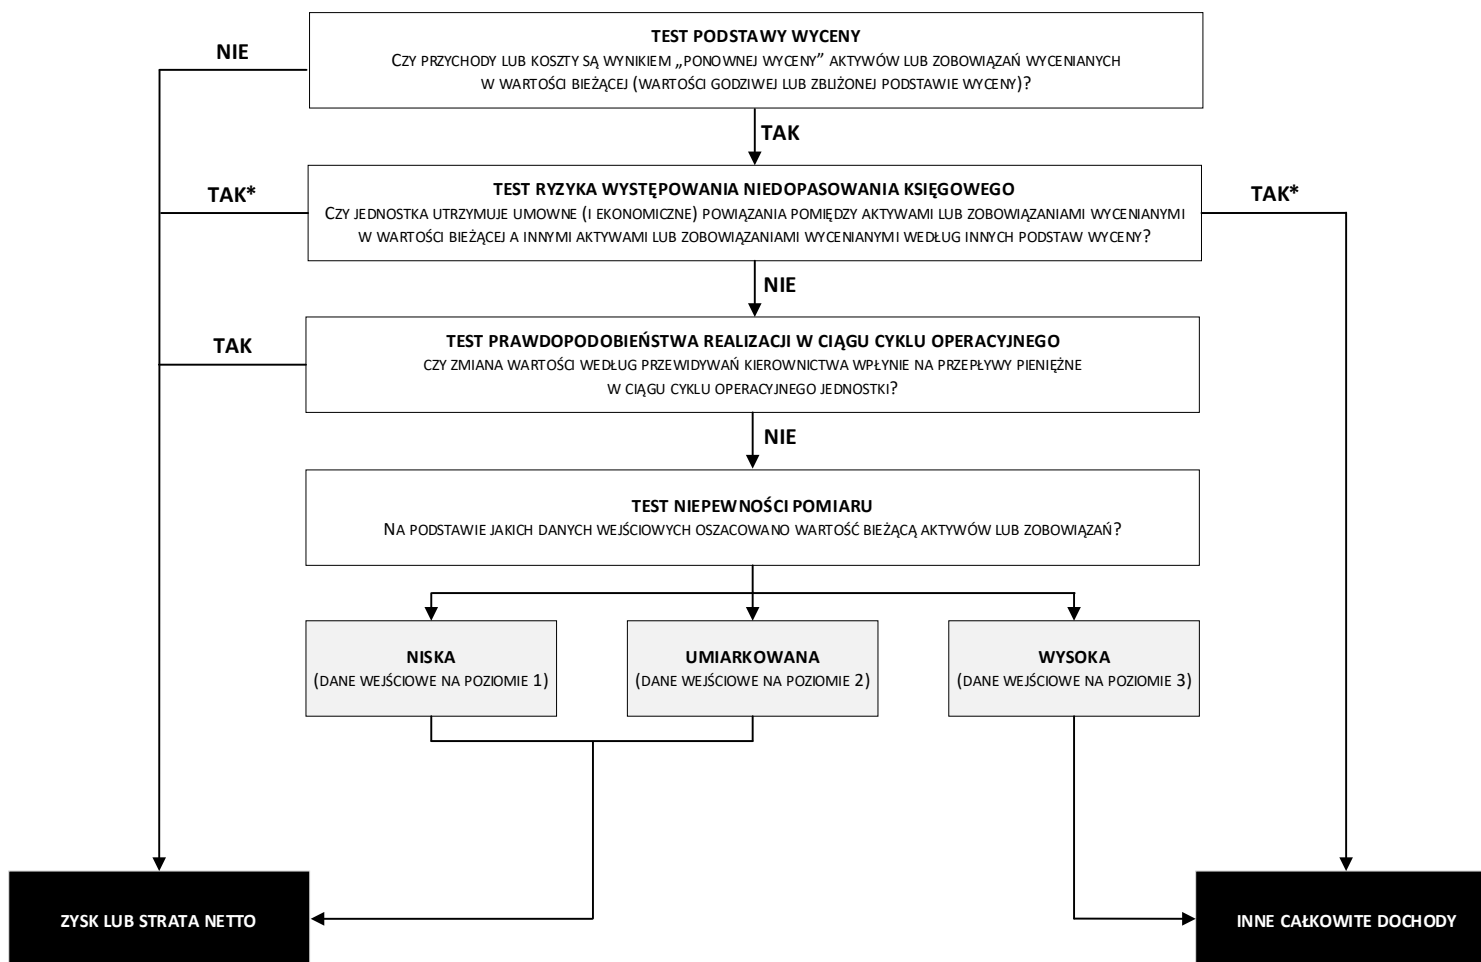 TEST PODSTAWY WYCENY
NIE
CZY PRZYCHODY LUB KOSZTY SĄ WYNIKIEM „PONOWNEJ WYCENY” AKTYWÓW LUB ZOBOWIĄZAŃ WYCENIANYCH
W WARTOŚCI BIEŻĄCEJ (WARTOŚCI GODZIWEJ LUB ZBLIŻONEJ PODSTAWIE WYCENY)?
TAK
TEST RYZYKA WYSTĘPOWANIA NIEDOPASOWANIA KSIĘGOWEGO
TAK*
TAK*
CZY JEDNOSTKA UTRZYMUJE UMOWNE (I EKONOMICZNE) POWIĄZANIA POMIĘDZY AKTYWAMI LUB ZOBOWIĄZANIAMI WYCENIANYMI
W WARTOŚCI BIEŻĄCEJ A INNYMI AKTYWAMI LUB ZOBOWIĄZANIAMI WYCENIANYMI WEDŁUG INNYCH PODSTAW WYCENY?
NIE
TEST PRAWDOPODOBIEŃSTWA REALIZACJI W CIĄGU CYKLU OPERACYJNEGO
TAK
CZY ZMIANA WARTOŚCI WEDŁUG PRZEWIDYWAŃ KIEROWNICTWA WPŁYNIE NA PRZEPŁYWY PIENIĘŻNE
W CIĄGU CYKLU OPERACYJNEGO JEDNOSTKI?
NIE
TEST NIEPEWNOŚCI POMIARU
NA PODSTAWIE JAKICH DANYCH WEJŚCIOWYCH OSZACOWANO WARTOŚĆ BIEŻĄCĄ AKTYWÓW LUB ZOBOWIĄZAŃ?
NISKA
(DANE WEJŚCIOWE NA POZIOMIE 1)
UMIARKOWANA
(DANE WEJŚCIOWE NA POZIOMIE 2)
WYSOKA
(DANE WEJŚCIOWE NA POZIOMIE 3)
ZYSK LUB STRATA NETTO
INNE CAŁKOWITE DOCHODY